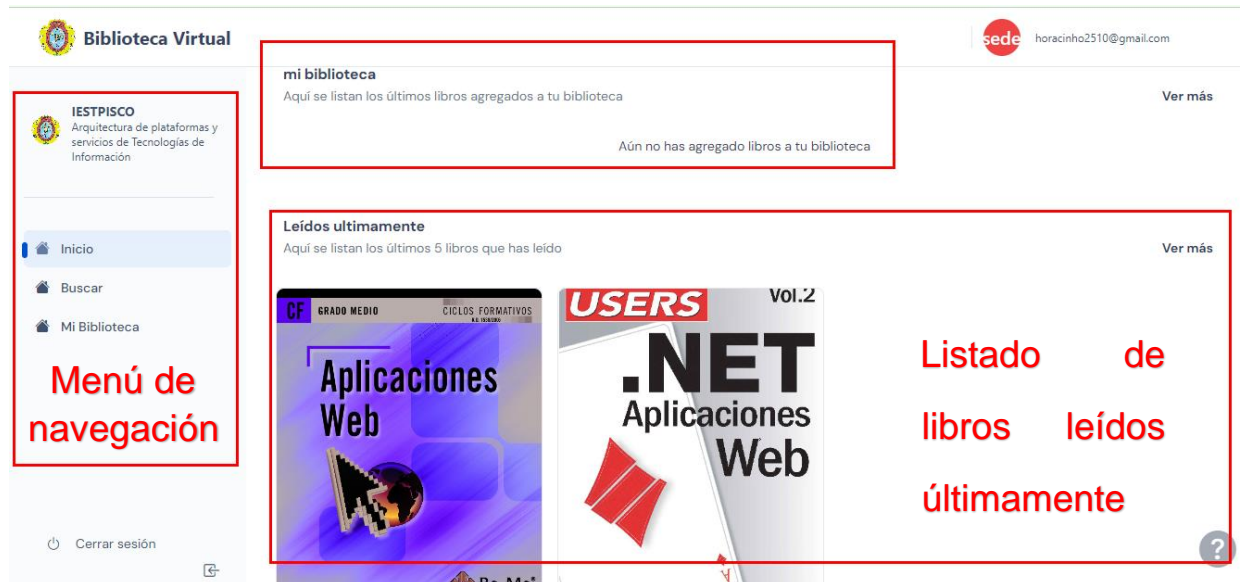 Biblioteca Virtual
sede
horacinho2510@gmail.com
IESTPISCO
Arquitectura de plataformas y
servicios de Tecnologías de
Información
Inicio
Buscar
Mi Biblioteca
Menú de
navegación
Cerrar sesión
mi biblioteca
Aquí se listan los últimos libros agregados a tu biblioteca
Ver más
Aún no has agregado libros a tu biblioteca
Leídos ultimamente
Aquí se listan los últimos 5 libros que has leído
Ver más
CF GRADO MEDIO CICLOS FORMATIVOS
Aplicaciones
Web
USERS Vol.2
.NET
Aplicaciones
Web
Listado de
libros leídos
últimamente
?